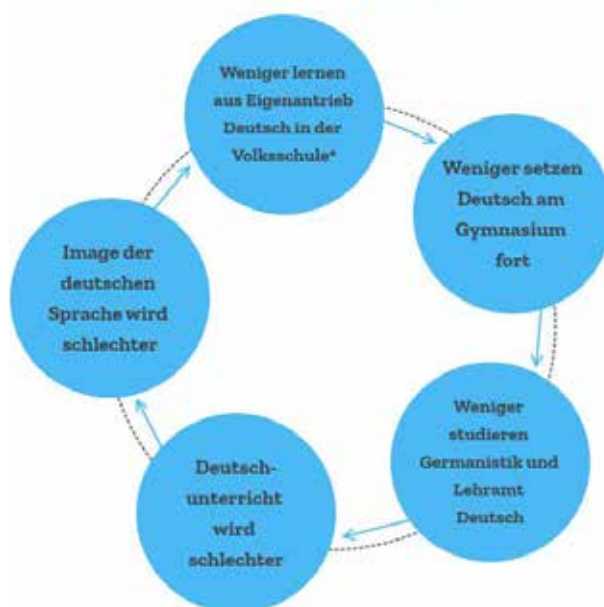 Weniger lernen
aus Eigenantrieb
Deutsch in der
Volksschule*
Weniger setzen
Deutsch am
Gymnasium
fort
Weniger
studieren
Germanistik und
Lehramt
Deutsch
Deutsch-
unterricht
wird
schlechter
Image der
deutschen
Sprache wird
schlechter